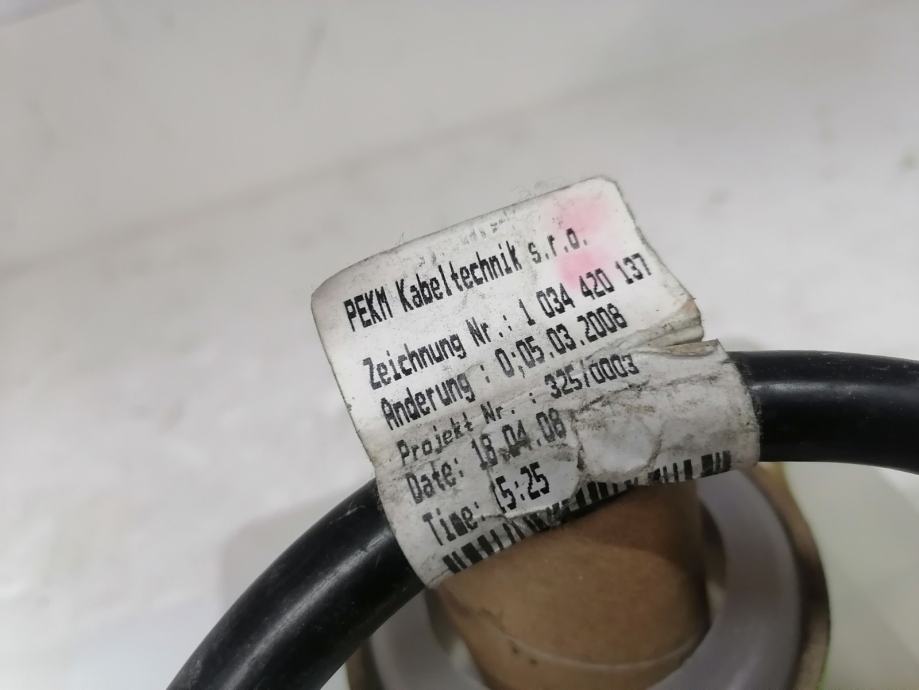 PEKM Kabeltechnik s.r.o.
Zeichnung Nr.: 1 034 420 137
Änderung : 0;05.03.2008
Projekt Nr. : 325/0003
Date: 18.04.08
Time: 15:25